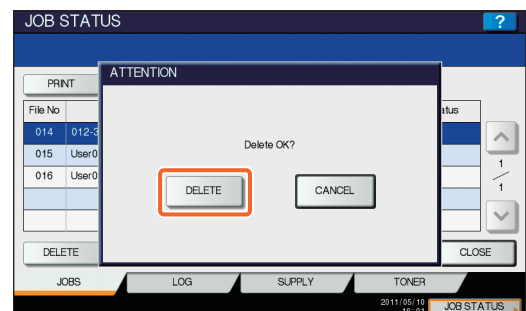 JOB STATUS ?
ATTENTION
PRINT
File No
atus
014 012-3
015 User0
016 User0
Delete OK?
DELETE CANCEL
1
1
DELETE
CLOSE
JOBS LOG SUPPLY TONER
2011/05/10
JOB STATUS